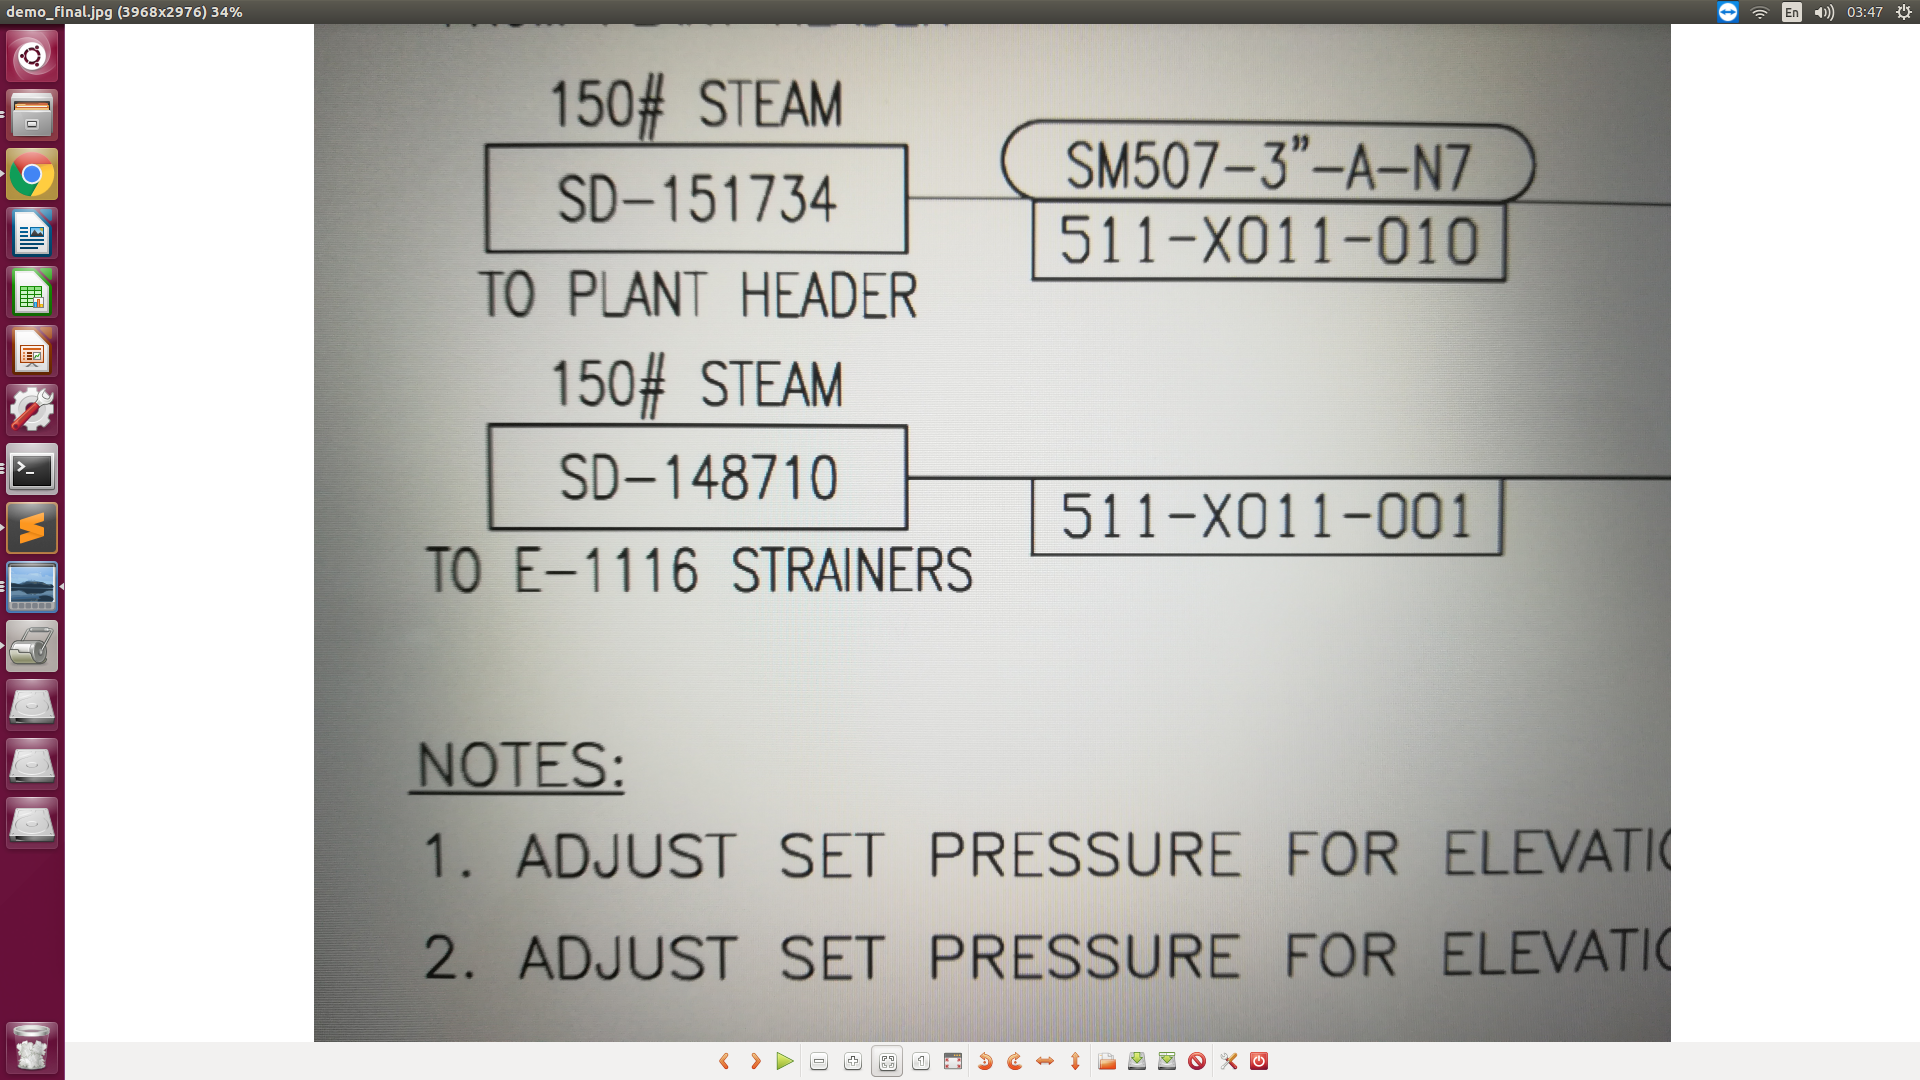 demo_final.jpg (3968x2976) 34%
En
03:47
150# STEAM
SD-151734
SM507-3”-A-N7
511-X011-010
TO PLANT HEADER
150# STEAM
SD-148710
511-X011-001
TO E-1116 STRAINERS
NOTES:
1. ADJUST SET PRESSURE FOR
2. ADJUST SET PRESSURE FOR